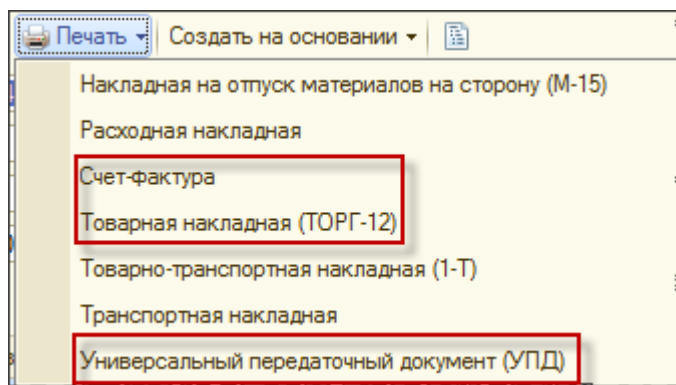 Печать Создать на основании
Накладная на отпуск материалов на сторону (М-15)
Расходная накладная
Счет-фактура
Товарная накладная (ТОРГ-12)
Товарно-транспортная накладная (1-Т)
Транспортная накладная
Универсальный передаточный документ (УПД)